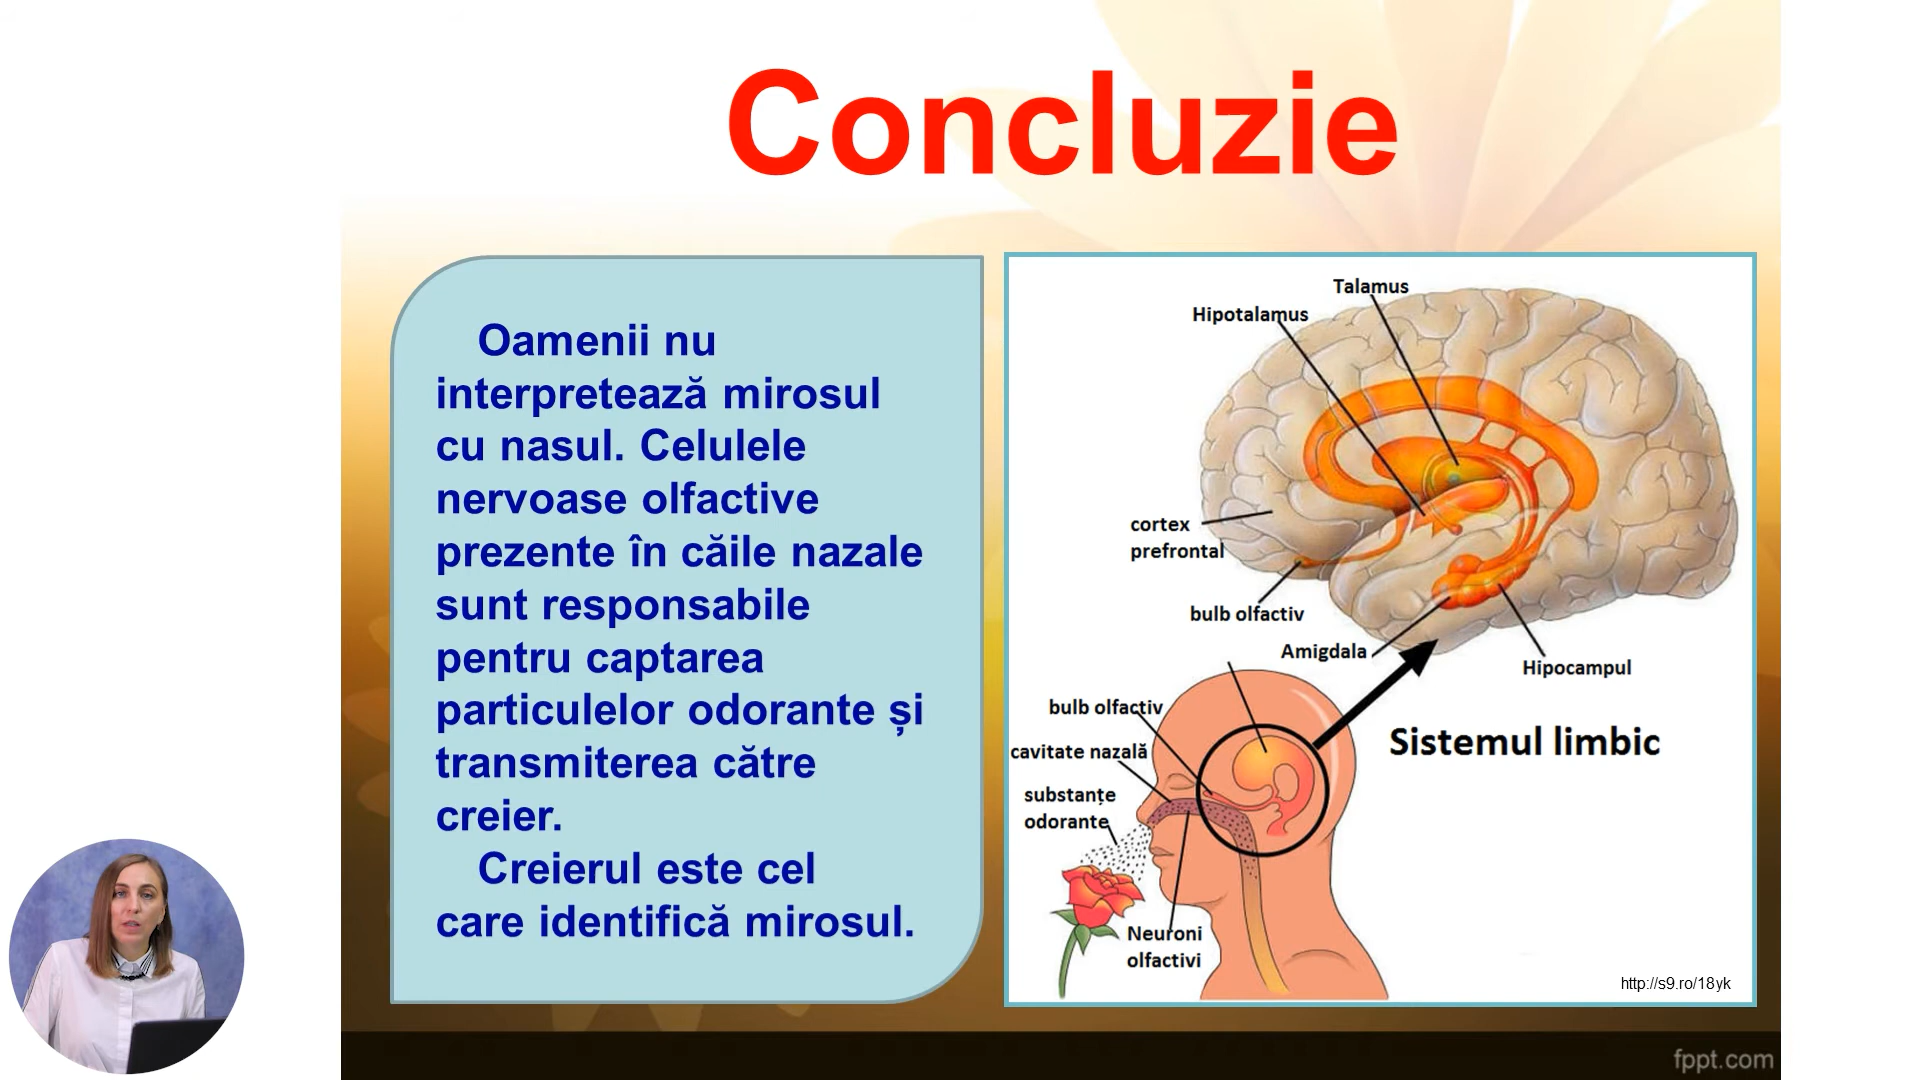 Concluzie
Oamenii nu
interpretează mirosul
cu nasul. Celulele
nervoase olfactive
prezente în căile nazale
sunt responsabile
pentru captarea
particulelor odorante și
transmiterea către
creier.
Creierul este cel
care identifică mirosul.
Talamus
Hipotalamus
cortex
prefrontal
bulb olfactiv
Amigdala
Hipocampul
bulb olfactiv
cavitate nazală
substanțe
odorante
Sistemul limbic
Neuroni
olfactivi
http://s9.ro/18yk
fppt.com